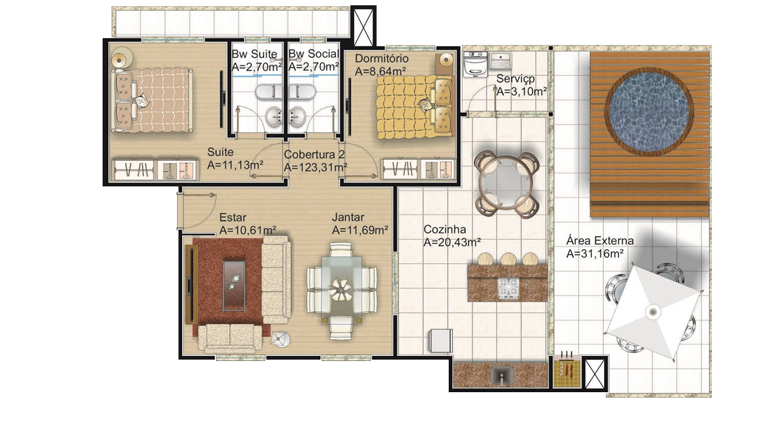 Bw Suite
A=2,70m²
Bw Social
A=2,70m²
Dormitório
A=8,64m²
Serviçp
A=3,10m²
Suite
A=11,13m²
Cobertura 2
A=123,31m²
Estar
A=10,61m²
Jantar
A=11,69m²
Cozinha
A=20,43m²
Área Externa
A=31,16m²